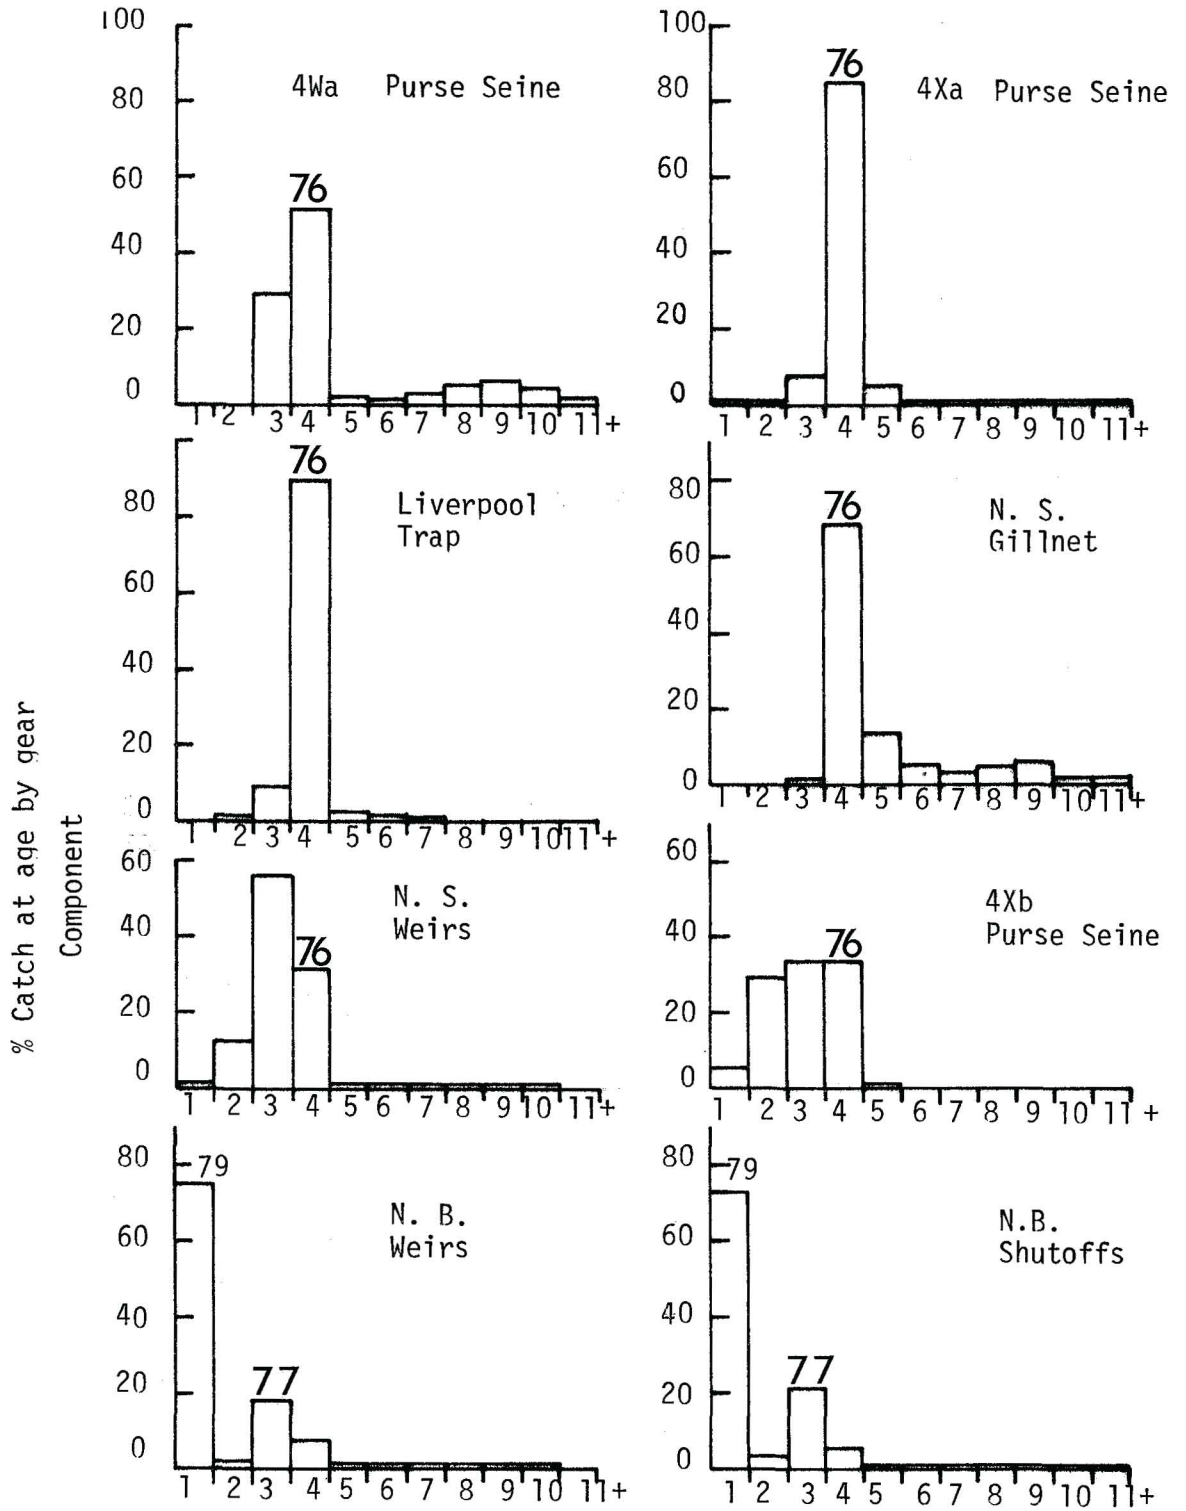 % Catch at age by gear
Component
100
80
60
40
20
0
4Wa Purse Seine
76
1 2 3 4 5 6 7 8 9 10 11+
100
80
60
40
20
0
4Xa Purse Seine
76
1 2 3 4 5 6 7 8 9 10 11+
80
60
40
20
0
Liverpool
Trap
76
1 2 3 4 5 6 7 8 9 10 11+
80
60
40
20
0
N. S.
Gillnet
76
1 2 3 4 5 6 7 8 9 10 11+
60
40
20
0
N. S.
Weirs
76
1 2 3 4 5 6 7 8 9 10 11+
60
40
20
0
4Xb
Purse Seine
76
1 2 3 4 5 6 7 8 9 10 11+
80
60
40
20
0
N. B.
Weirs
79
77
1 2 3 4 5 6 7 8 9 10 11+
80
60
40
20
0
N.B.
Shutoffs
79
77
1 2 3 4 5 6 7 8 9 10 11+